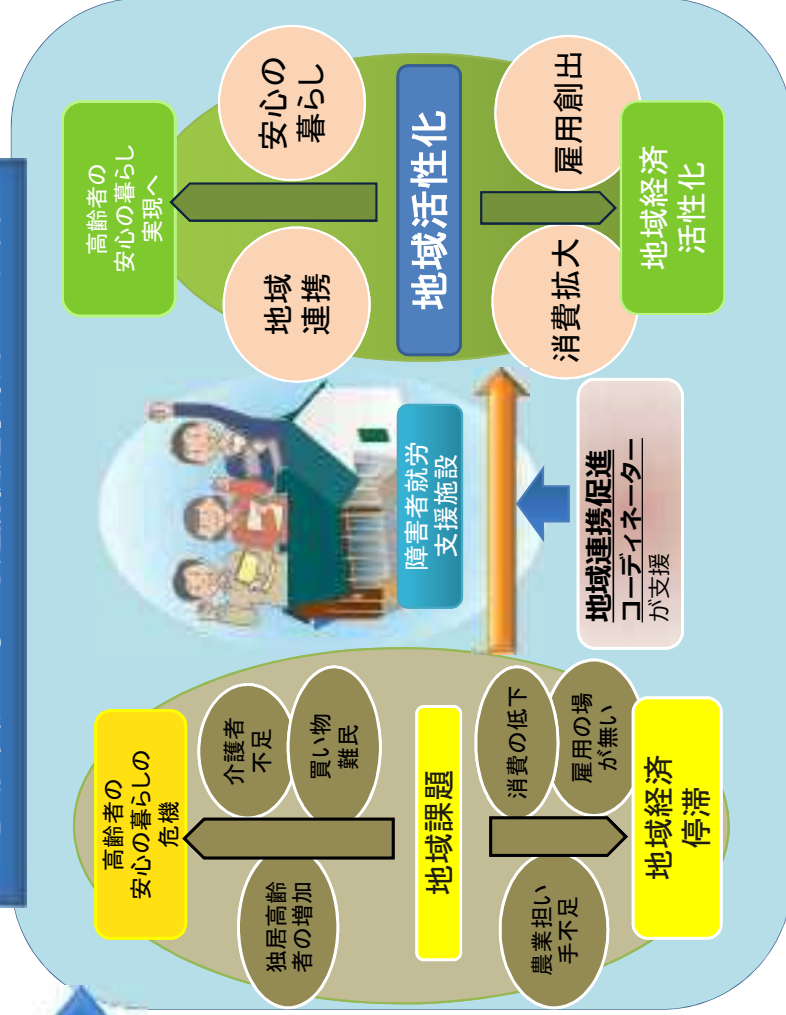 高齢者の
安心の暮らしの
危機
介護者
不足
買い物
難民
独居高齢
者の増加
地域課題
消費の低下
雇用の場
が無い
農業担い
手不足
地域経済
停滞
障害者就労
支援施設
地域連携促進
コーディネーター
が支援
高齢者の
安心の暮らし
実現へ
地域
連携
安心の
暮らし
地域活性化
消費拡大
雇用創出
地域経済
活性化